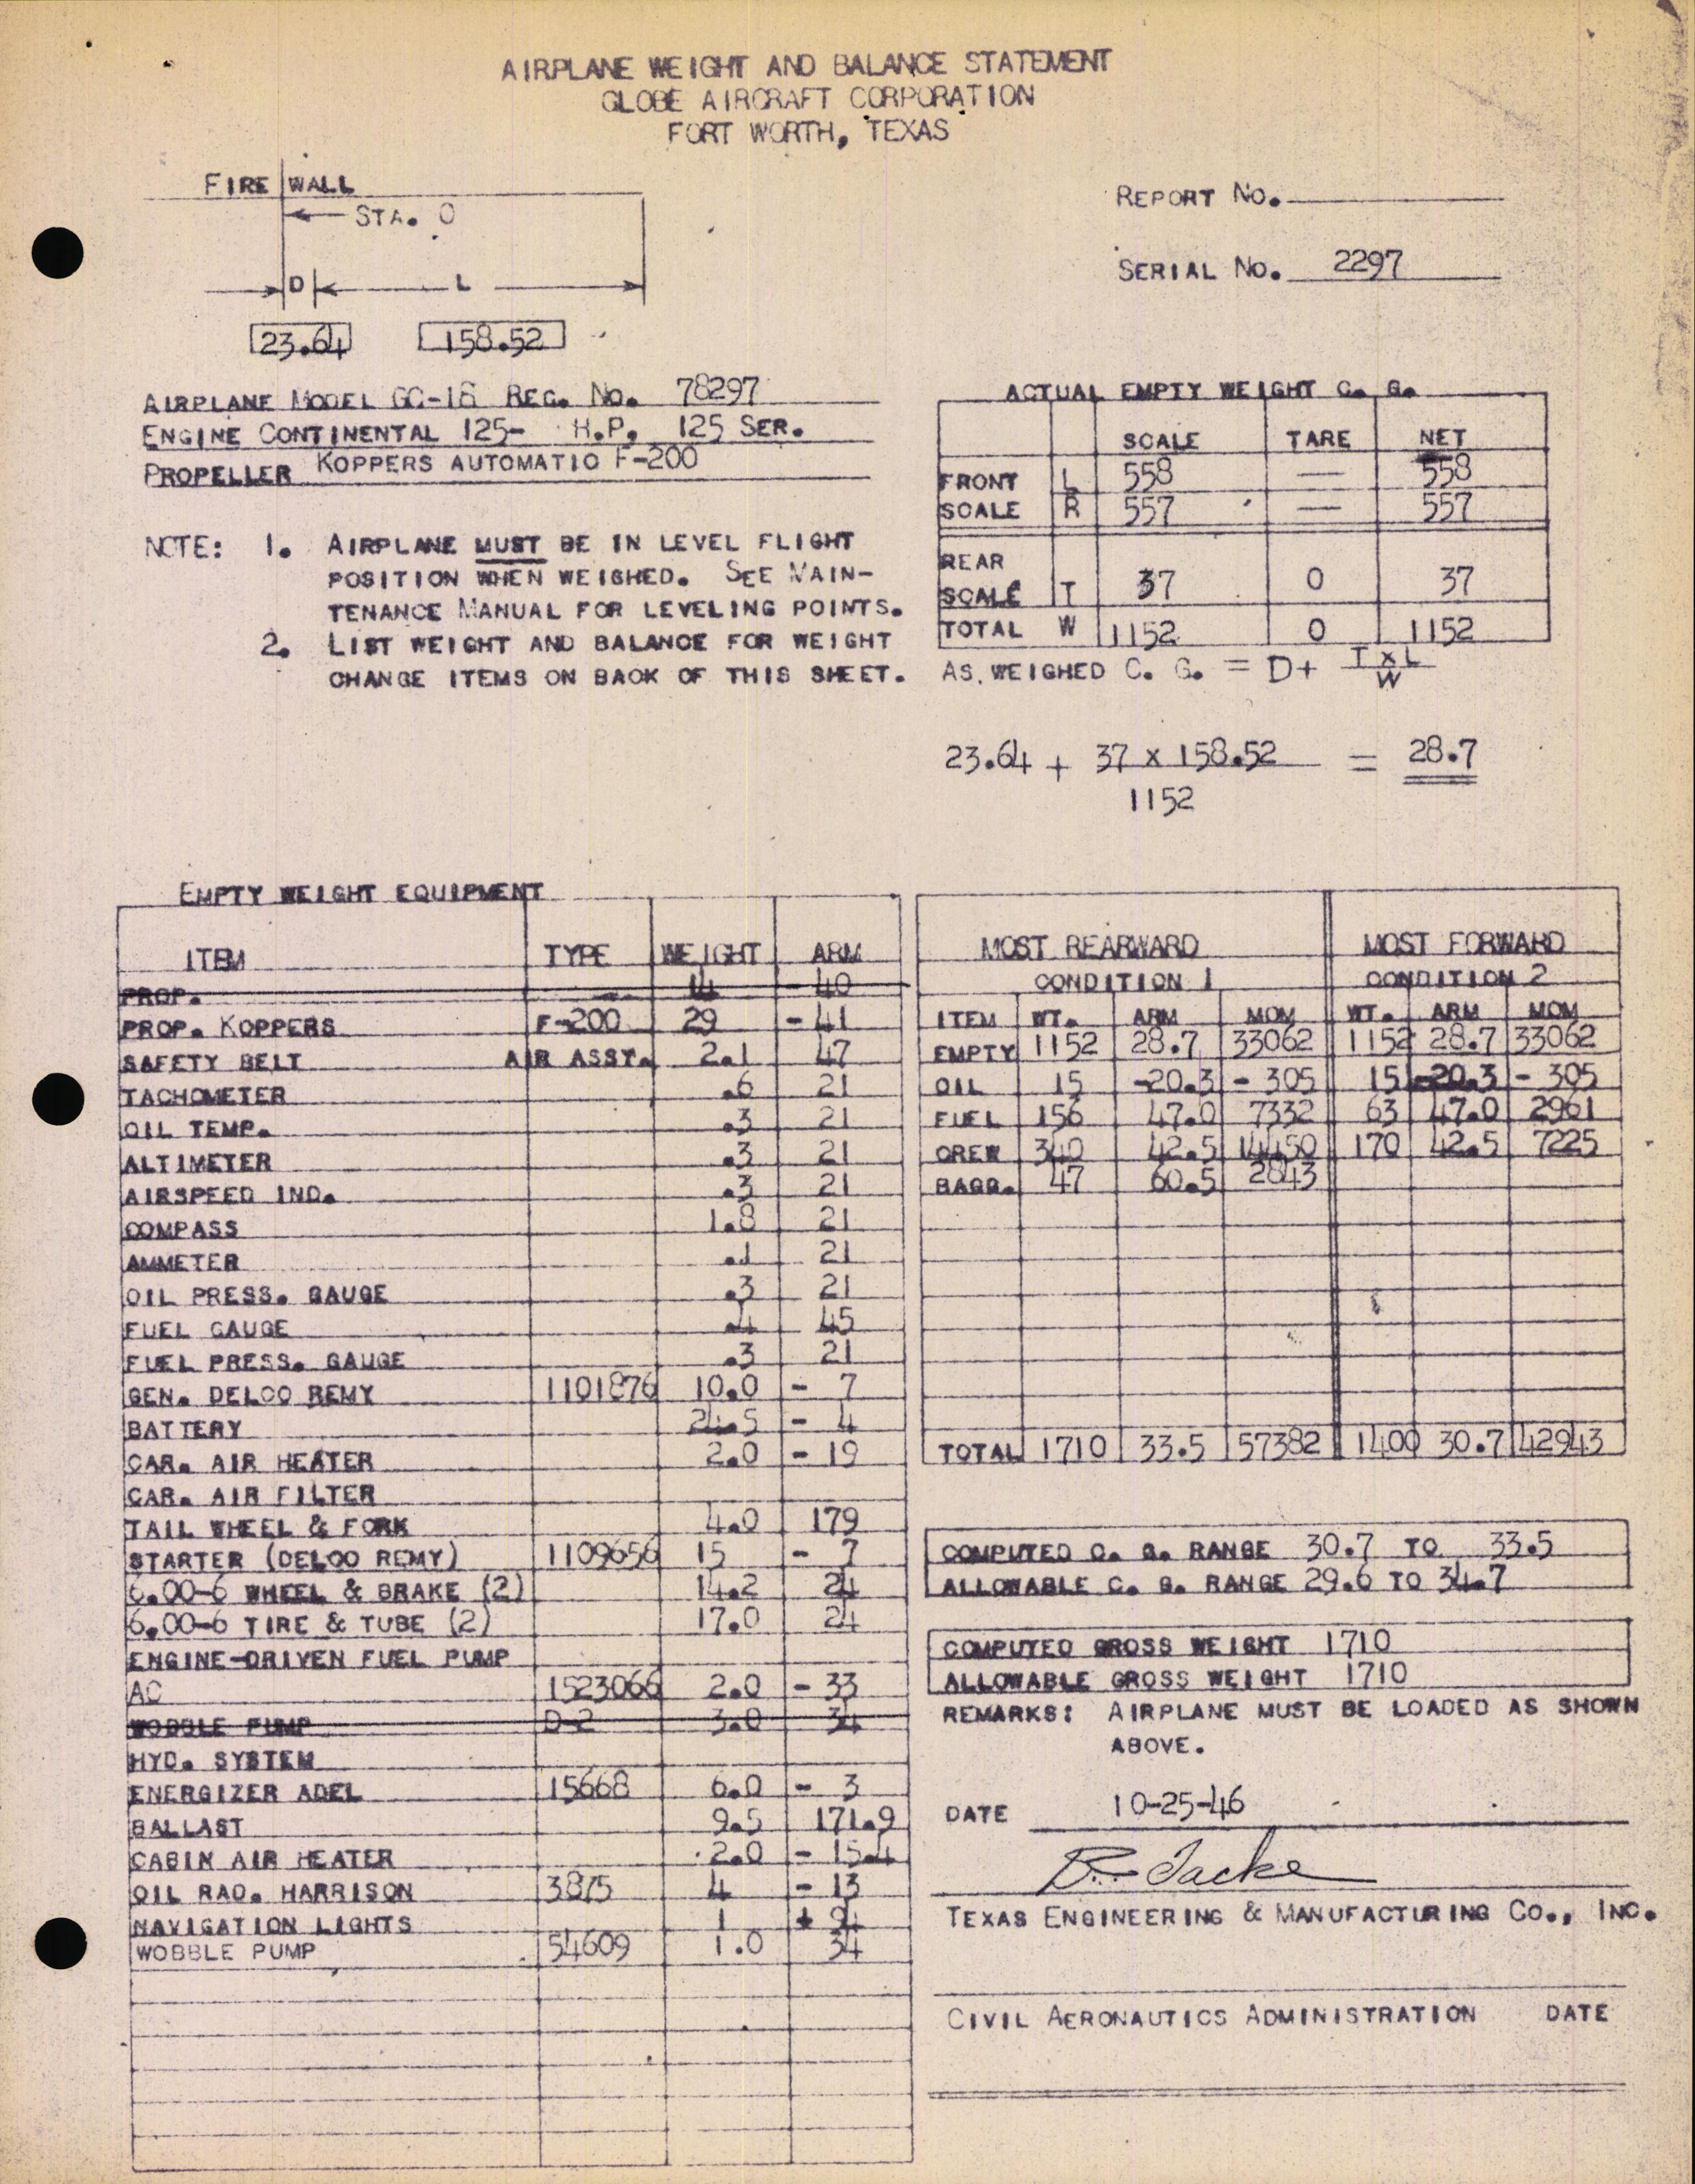 AIRPLANE WEIGHT AND BALANCE STATEMENT
GLOBE AIRCRAFT CORPORATION
FORT WORTH, TEXAS
FIRE WALL
STA. 0
D L
23.64 158.52
REPORT NO.
SERIAL NO. 2297
AIRPLANE MODEL GC-1B REG. NO. 78297
ENGINE CONTINENTAL 125- H.P. 125 SER.
PROPELLER KOPPERS AUTOMATIC F-200
NOTE: 1. AIRPLANE MUST BE IN LEVEL FLIGHT
POSITION WHEN WEIGHED. SEE MAIN-
TENANCE MANUAL FOR LEVELING POINTS.
2. LIST WEIGHT AND BALANCE FOR WEIGHT
CHANGE ITEMS ON BACK OF THIS SHEET.
ACTUAL EMPTY WEIGHT C. G.
SCALE TARE NET
FRONT L 558 — 558
SCALE R 557 — 557
REAR
SCALE T 37 0 37
TOTAL W 1152 0 1152
AS WEIGHED C. G. = D+ T x L
W
23.64 + 37 x 158.52 = 28.7
1152
EMPTY WEIGHT EQUIPMENT
ITEM TYPE WEIGHT ARM
PROP. — 14 - 40
PROP. KOPPERS F-200 29 - 41
SAFETY BELT AIR ASSY. 2.1 47
TACHOMETER .6 21
OIL TEMP. .3 21
ALTIMETER .3 21
AIRSPEED IND. .3 21
COMPASS 1.8 21
AMMETER .1 21
OIL PRESS. GAUGE .3 21
FUEL GAUGE .4 45
FUEL PRESS. GAUGE .3 21
GEN. DELCO REMY 1101876 10.0 - 7
BATTERY 24.5 - 4
CAR. AIR HEATER 2.0 - 19
CAR. AIR FILTER
TAIL WHEEL & FORK 4.0 179
STARTER (DELCO REMY) 1109656 15 - 7
6.00-6 WHEEL & BRAKE (2) 14.2 24
6.00-6 TIRE & TUBE (2) 17.0 24
ENGINE-DRIVEN FUEL PUMP
AC 1523066 2.0 - 33
WOBBLE PUMP D-2 3.0 34
HYD. SYSTEM
ENERGIZER ADEL 15668 6.0 - 3
BALLAST 9.5 171.9
CABIN AIR HEATER 2.0 - 15.4
OIL RAD. HARRISON 3875 4 - 13
NAVIGATION LIGHTS 1 + 94
WOBBLE PUMP 54609 1.0 34
MOST REARWARD MOST FORWARD
CONDITION 1 CONDITION 2
ITEM WT. ARM MOM WT. ARM MOM
EMPTY 1152 28.7 33062 1152 28.7 33062
OIL 15 -20.3 - 305 15 -20.3 - 305
FUEL 156 47.0 7332 63 47.0 2961
CREW 340 42.5 14450 170 42.5 7225
BAGG. 47 60.5 2843
TOTAL 1710 33.5 57382 1400 30.7 42943
COMPUTED C. G. RANGE 30.7 TO 33.5
ALLOWABLE C. G. RANGE 29.6 TO 34.7
COMPUTED GROSS WEIGHT 1710
ALLOWABLE GROSS WEIGHT 1710
REMARKS: AIRPLANE MUST BE LOADED AS SHOWN
ABOVE.
DATE 10-25-46
TEXAS ENGINEERING & MANUFACTURING CO., INC.
CIVIL AERONAUTICS ADMINISTRATION DATE